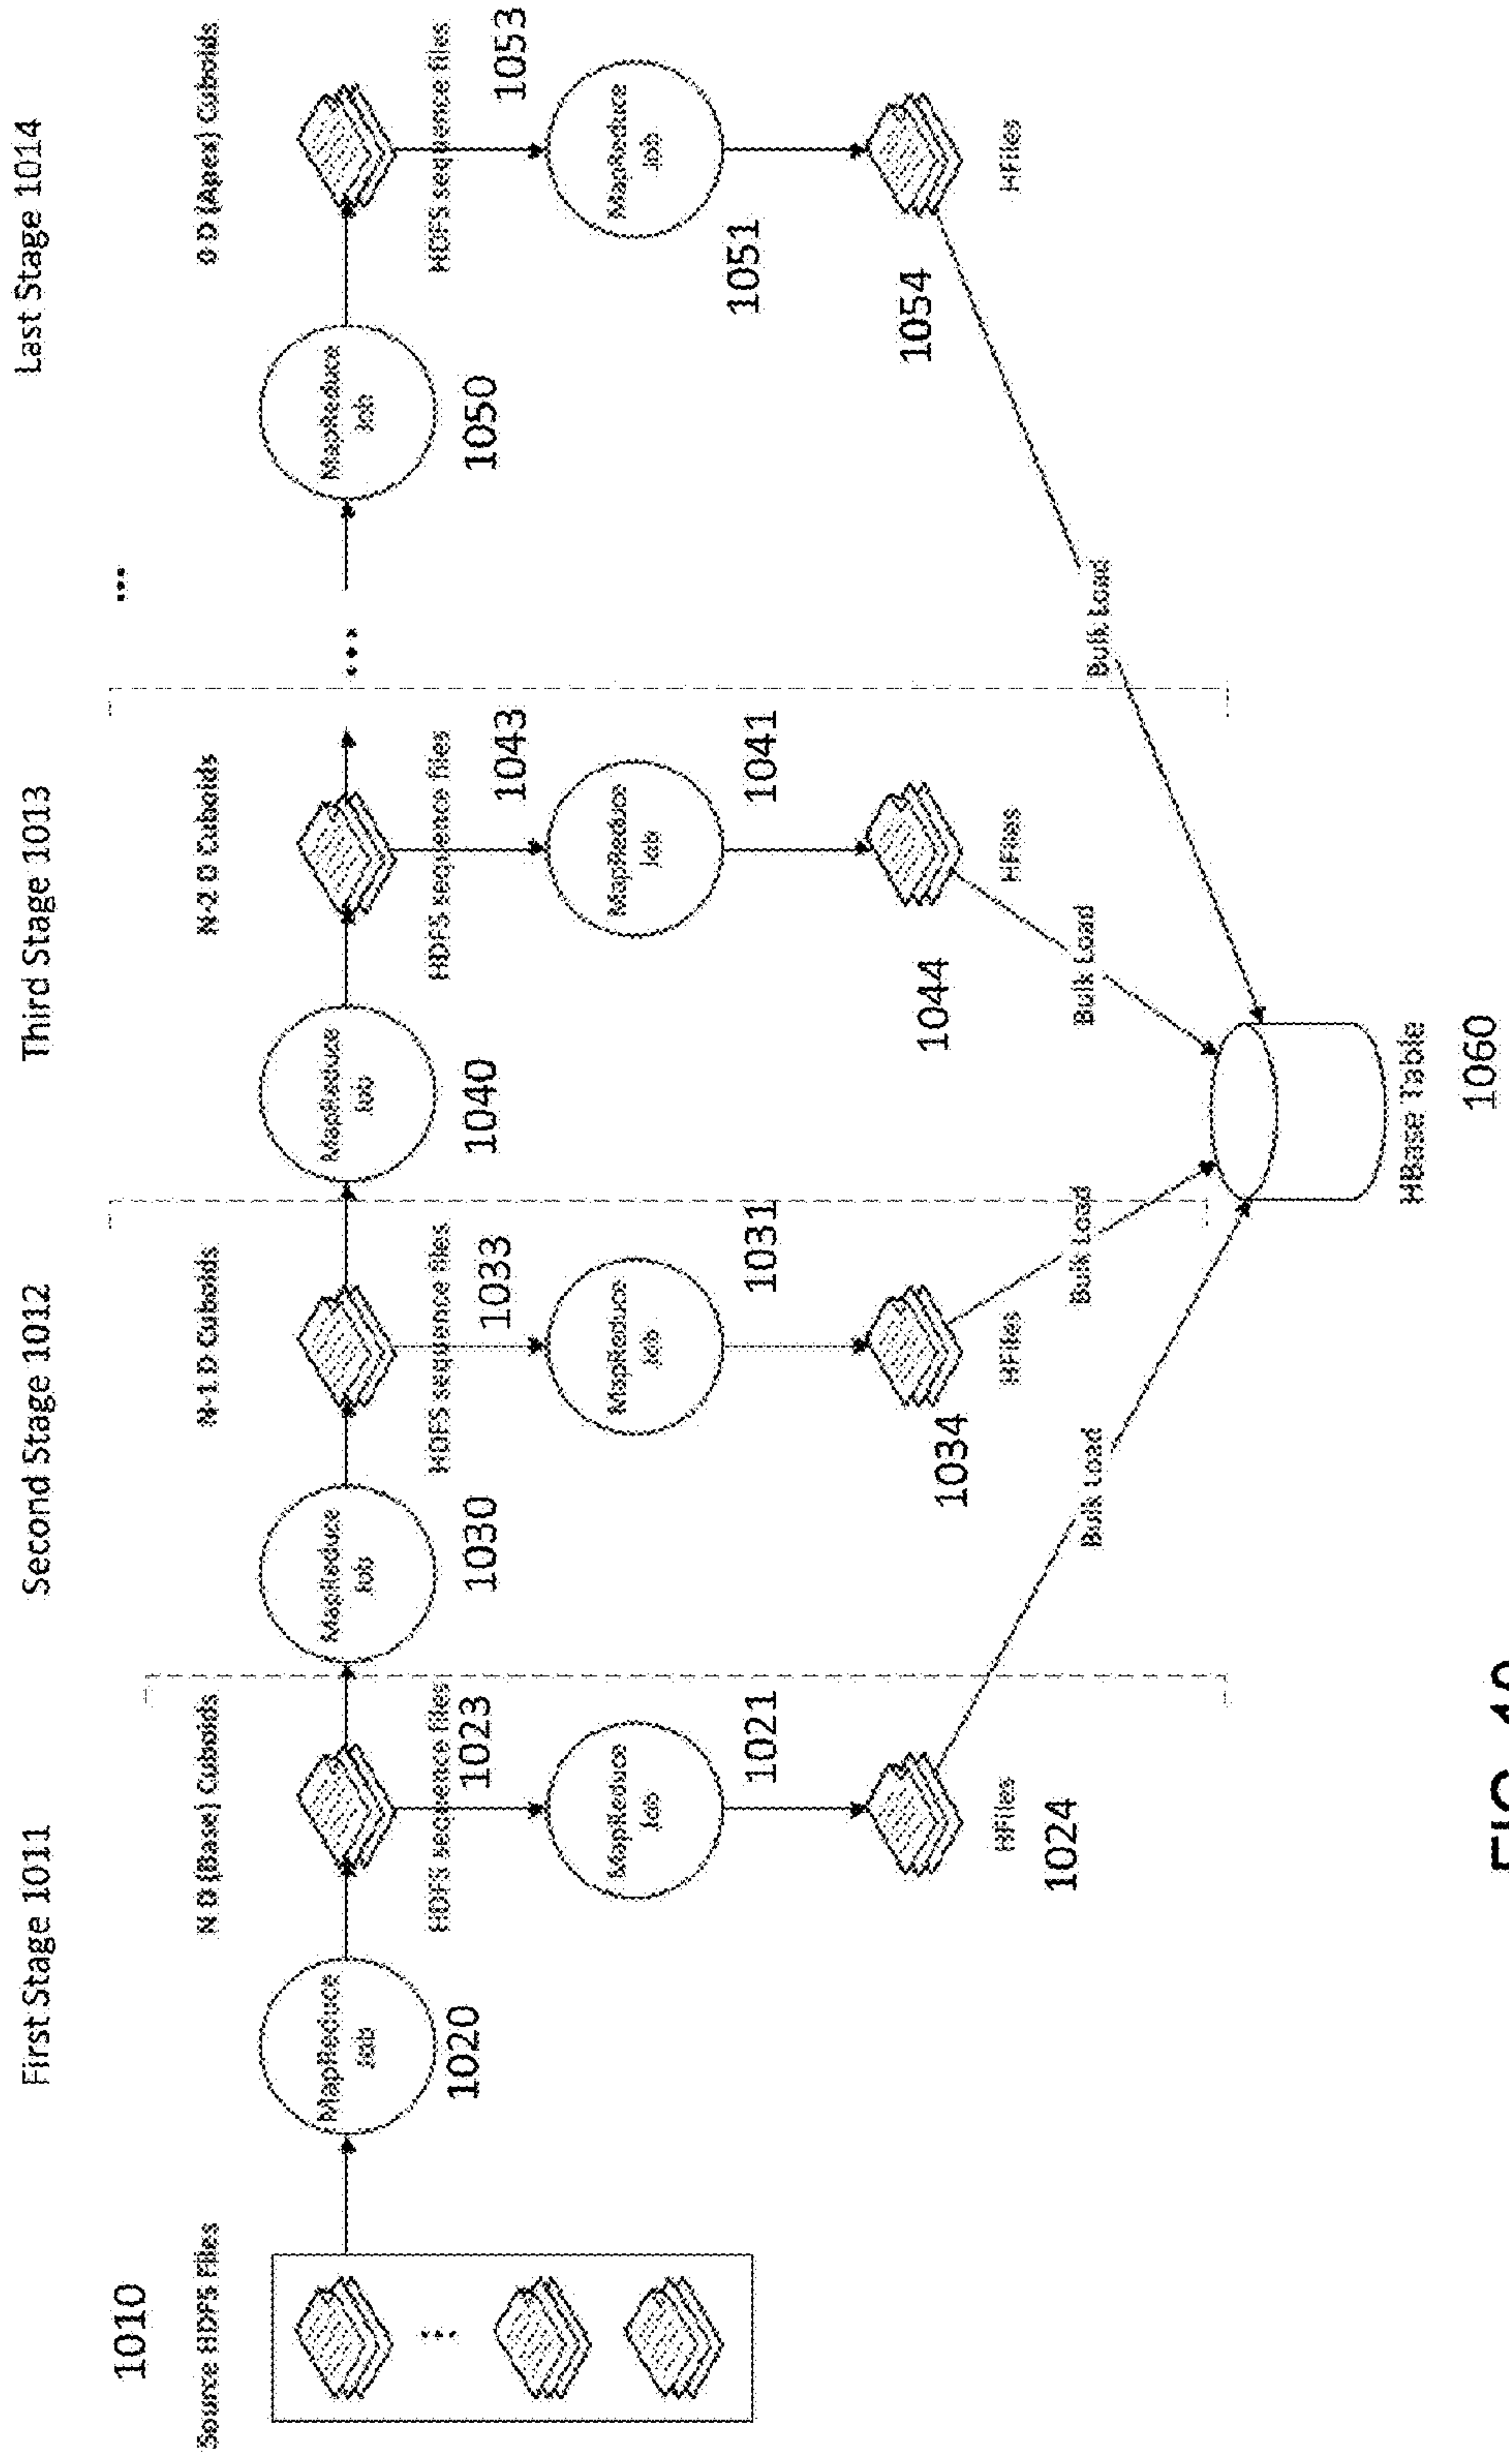 First Stage 1011
Second Stage 1012
Third Stage 1013
Last Stage 1014
...
1010
Source HDFS Files
N D (Base) Cuboids
N-1 D Cuboids
N-2 D Cuboids
0 D (Apex) Cuboids
MapReduce
Job
1020
MapReduce
Job
1030
MapReduce
Job
1040
...
MapReduce
Job
1050
HDFS sequence files
1023
HDFS sequence files
1033
HDFS sequence files
1043
HDFS sequence files
1053
MapReduce
Job
1021
MapReduce
Job
1031
MapReduce
Job
1041
MapReduce
Job
1051
HFiles
1024
HFiles
1034
HFiles
1044
HFiles
1054
Bulk Load
Bulk Load
Bulk Load
Bulk Load
HBase Table
1060